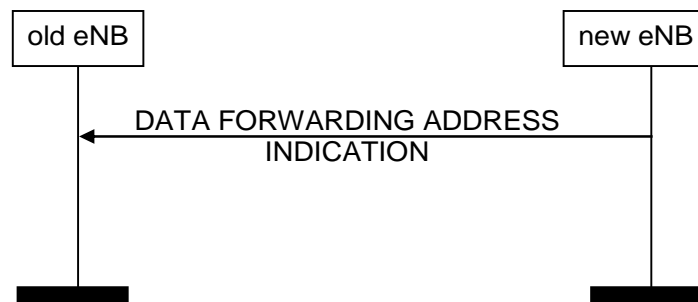 old eNB
new eNB
DATA FORWARDING ADDRESS
INDICATION